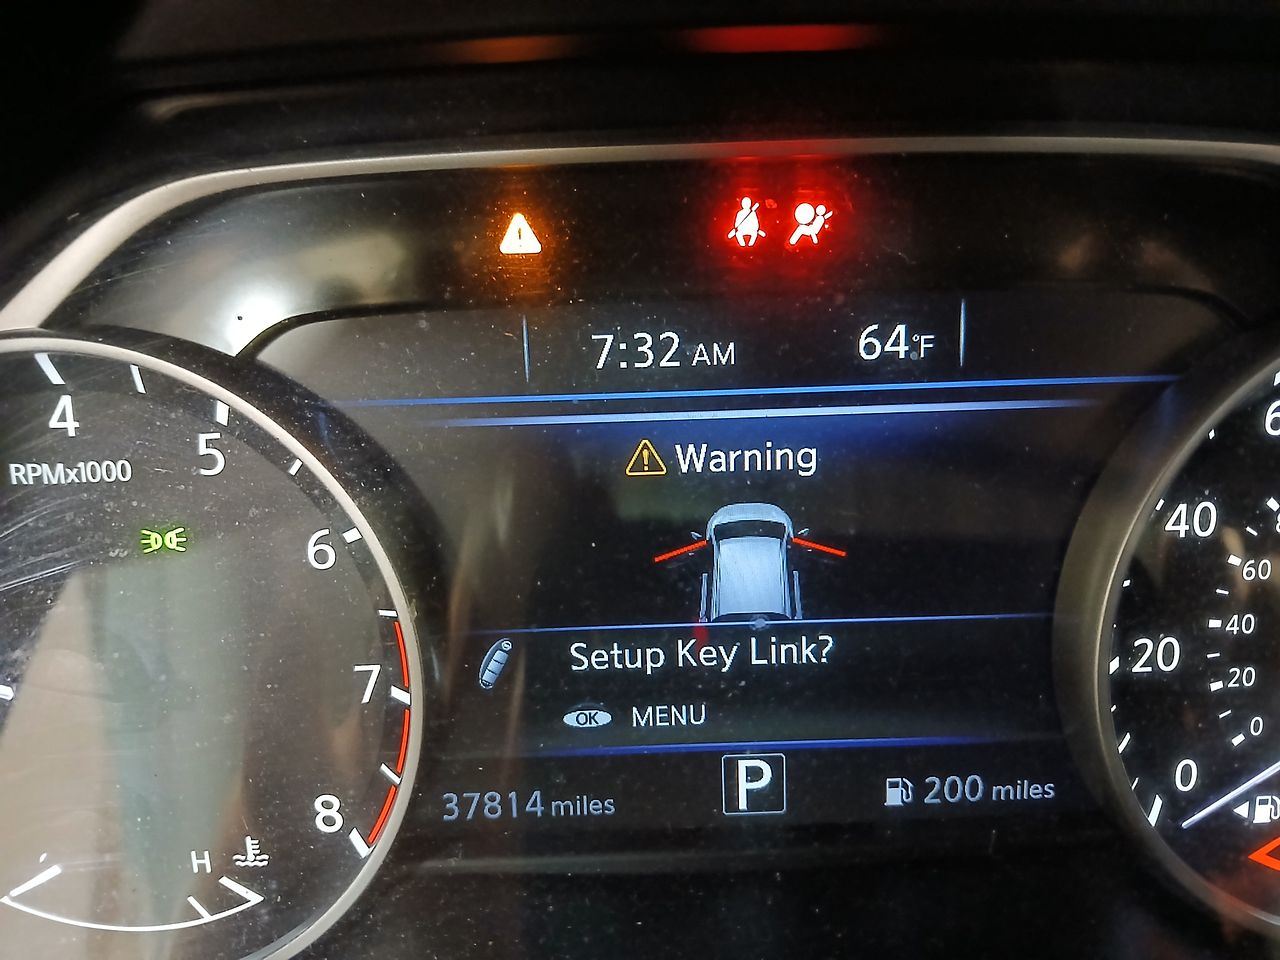 7:32 AM 64°F
Warning
4
5
RPMx1000
6
7
8
H
Setup Key Link?
OK MENU
P
37814 miles
200 miles
40
20
0
60
40
20
0